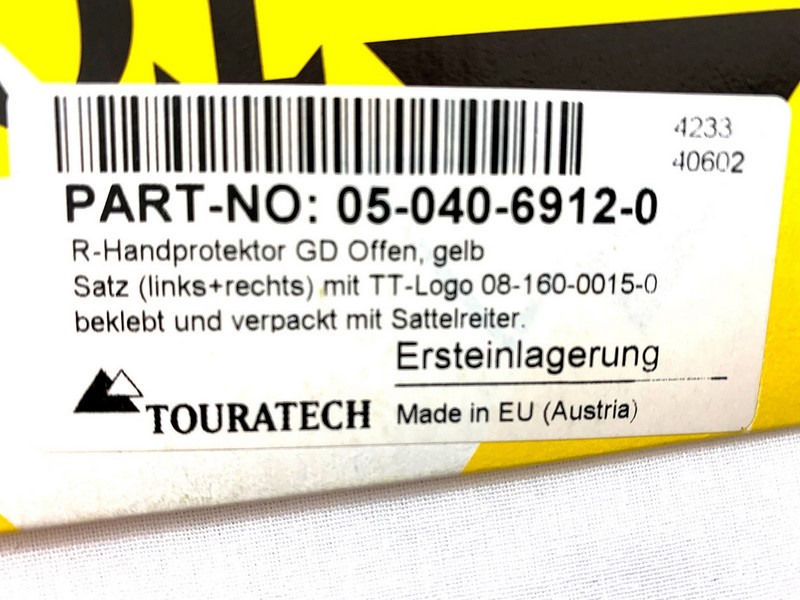 4233
40602
PART-NO: 05-040-6912-0
R-Handprotektor GD Offen, gelb
Satz (links+rechts) mit TT-Logo 08-160-0015-0
beklebt und verpackt mit Sattelreiter.
Ersteinlagerung
TOURATECH
Made in EU (Austria)